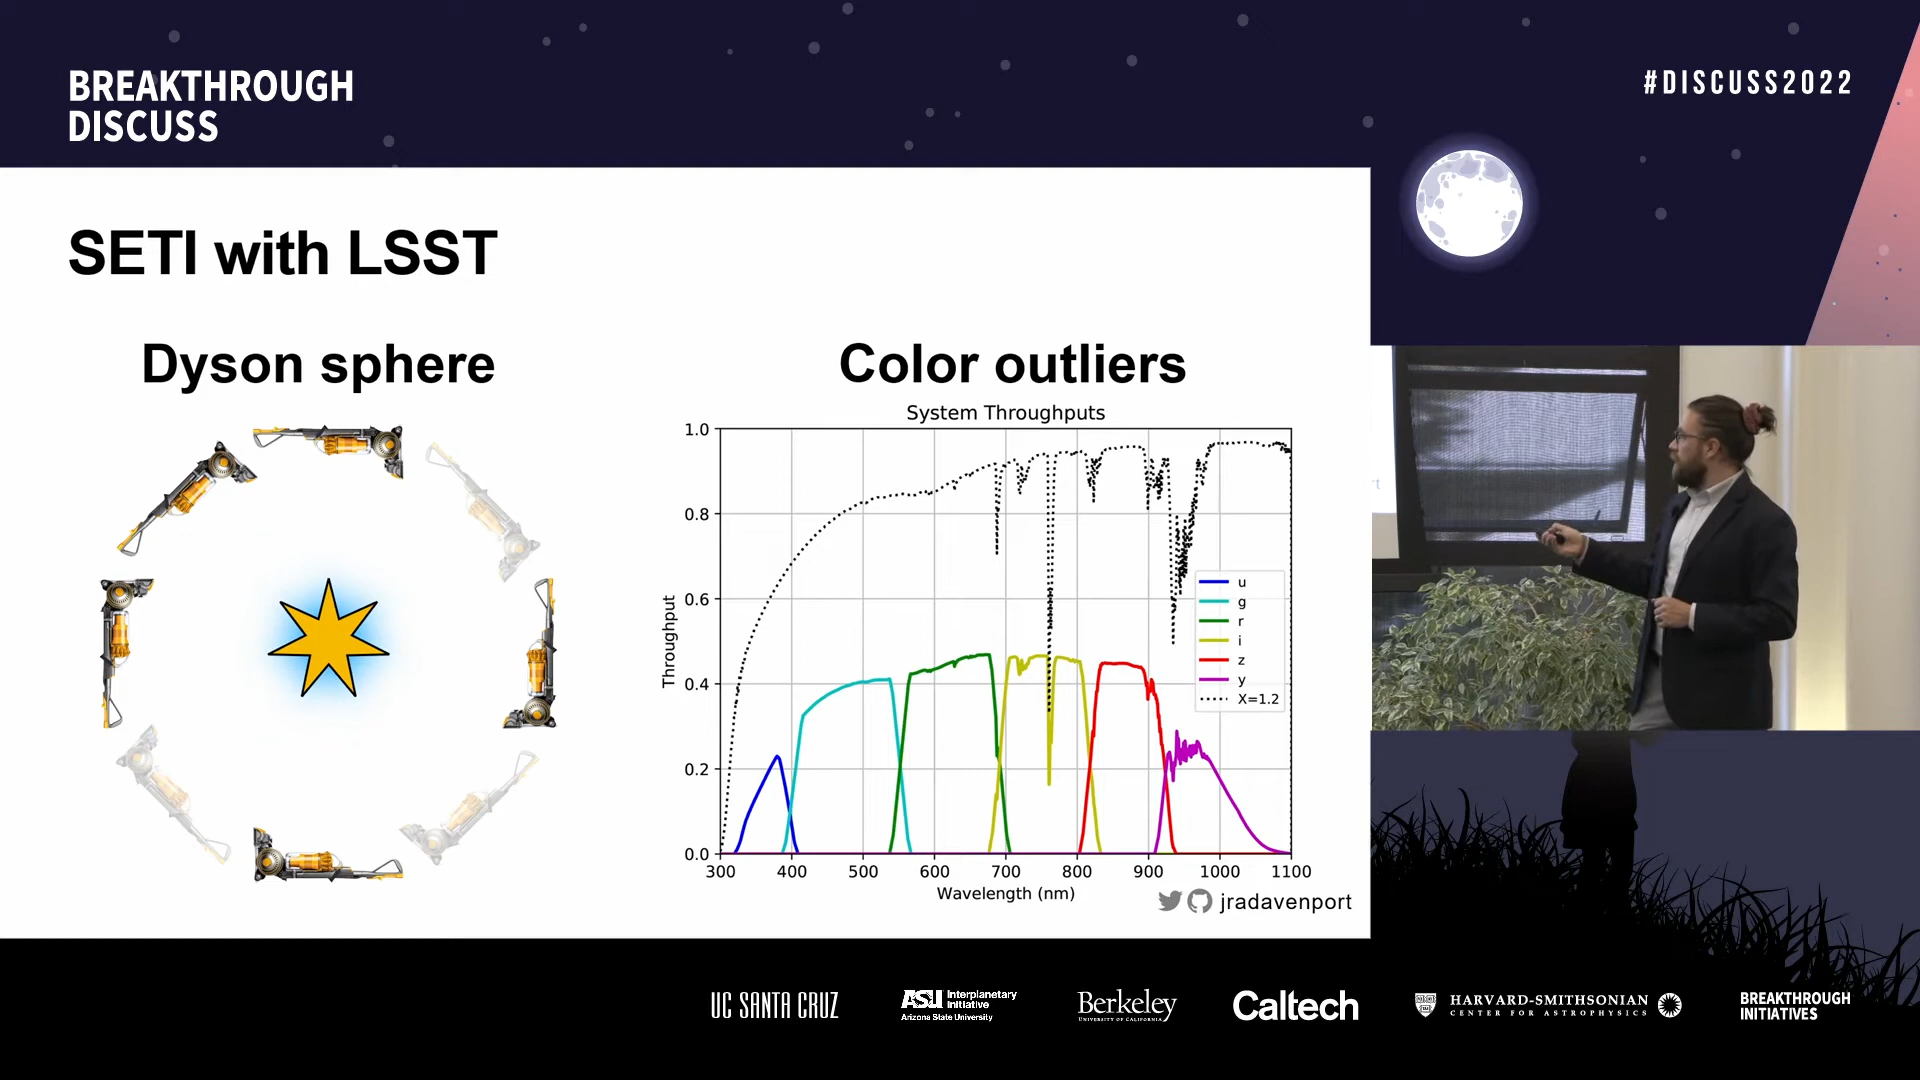 BREAKTHROUGH
DISCUSS
#DISCUSS2022
SETI with LSST
Dyson sphere
Color outliers
System Throughputs
1.0
0.8
0.6
0.4
0.2
0.0
Throughput
u
g
r
i
z
y
X=1.2
300 400 500 600 700 800 900 1000 1100
Wavelength (nm)
jradavenport
UC SANTA CRUZ
ASU Interplanetary
Initiative
Arizona State University
Berkeley
UNIVERSITY OF CALIFORNIA
Caltech
HARVARD-SMITHSONIAN
CENTER FOR ASTROPHYSICS
BREAKTHROUGH
INITIATIVES